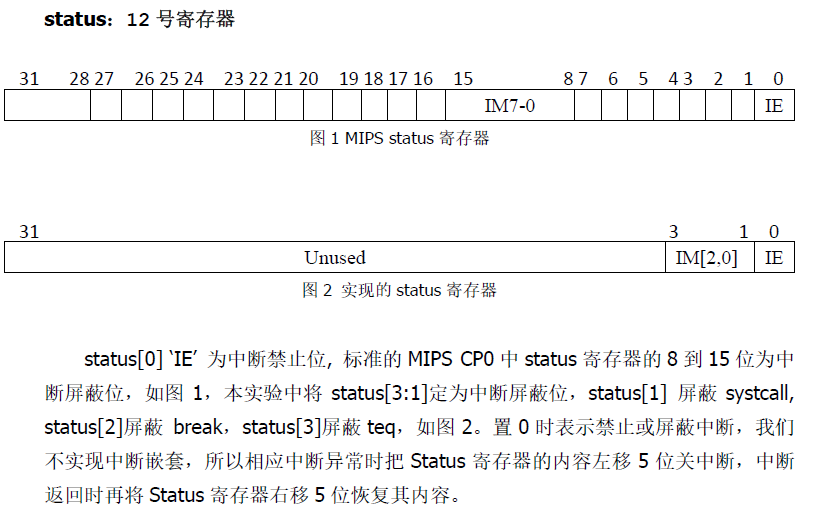 status：12 号寄存器
31 28 27 26 25 24 23 22 21 20 19 18 17 16 15 8 7 6 5 4 3 2 1 0
IM7-0 IE
图 1 MIPS status 寄存器
31 3 1 0
Unused IM[2,0] IE
图 2 实现的 status 寄存器
status[0] ‘IE’ 为中断禁止位, 标准的 MIPS CP0 中 status 寄存器的 8 到 15 位为中
断屏蔽位，如图 1，本实验中将 status[3:1]定为中断屏蔽位，status[1] 屏蔽 systcall,
status[2]屏蔽 break，status[3]屏蔽 teq，如图 2。置 0 时表示禁止或屏蔽中断，我们
不实现中断嵌套，所以相应中断异常时把 Status 寄存器的内容左移 5 位关中断，中断
返回时再将 Status 寄存器右移 5 位恢复其内容。